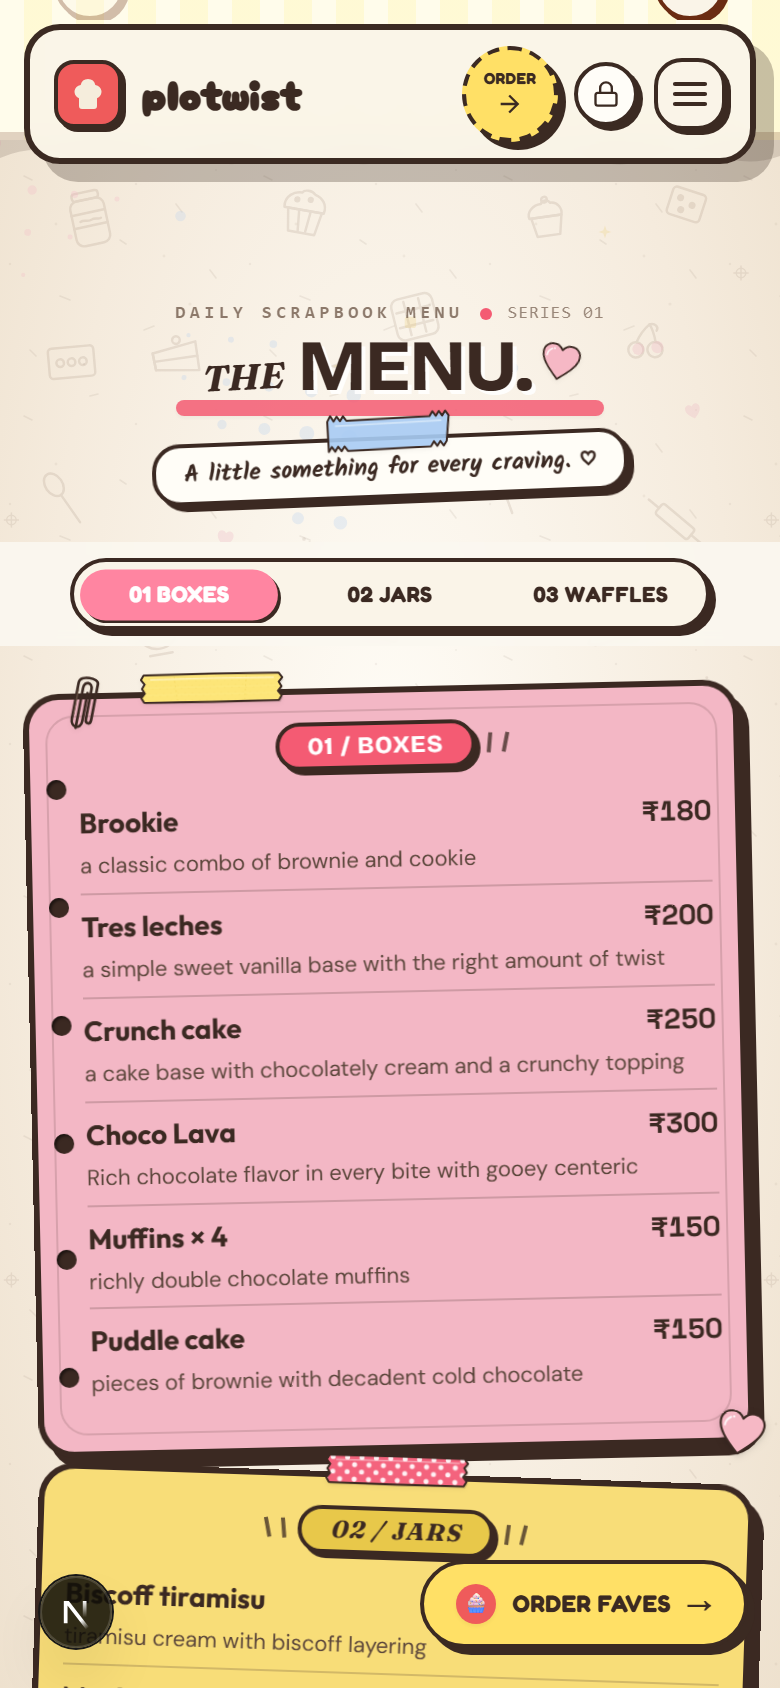 plotwist
ORDER
→
DAILY SCRAPBOOK MENU ● SERIES 01
THE MENU.
A little something for every craving. ♡
01 BOXES
02 JARS
03 WAFFLES
01 / BOXES
Brookie ₹180
a classic combo of brownie and cookie
Tres leches ₹200
a simple sweet vanilla base with the right amount of twist
Crunch cake ₹250
a cake base with chocolately cream and a crunchy topping
Choco Lava ₹300
Rich chocolate flavor in every bite with gooey centeric
Muffins × 4 ₹150
richly double chocolate muffins
Puddle cake ₹150
pieces of brownie with decadent cold chocolate
02 / JARS
Biscoff tiramisu
tiramisu cream with biscoff layering
N
ORDER FAVES →